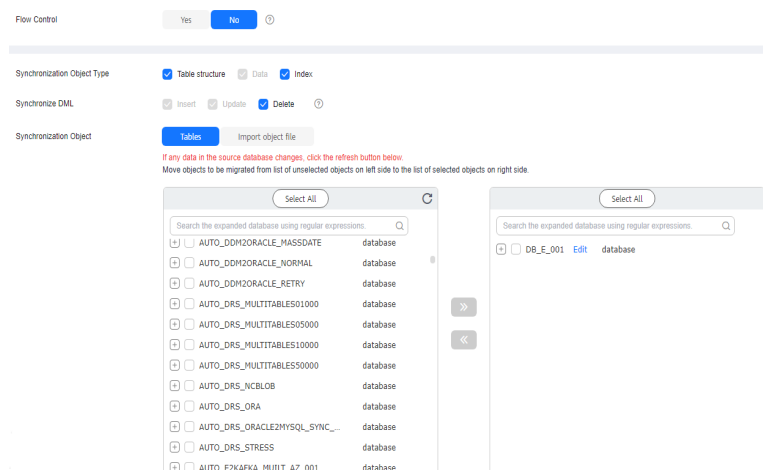 Flow Control Yes No ?
Synchronization Object Type Table structure Data Index
Synchronize DML Insert Update Delete ?
Synchronization Object Tables Import object file
If any data in the source database changes, click the refresh button below.
Move objects to be migrated from list of unselected objects on left side to the list of selected objects on right side.
Select All
Search the expanded database using regular expressions.
AUTO_DDM2ORACLE_MASSDATE database
AUTO_DDM2ORACLE_NORMAL database
AUTO_DDM2ORACLE_RETRY database
AUTO_DRS_MULTITABLES01000 database
AUTO_DRS_MULTITABLES05000 database
AUTO_DRS_MULTITABLES10000 database
AUTO_DRS_MULTITABLES50000 database
AUTO_DRS_NCBLOB database
AUTO_DRS_ORA database
AUTO_DRS_ORACLE2MYSQL_SYNC_... database
AUTO_DRS_STRESS database
AUTO_E2KAFKA_MUILT_AZ_001 database
Select All
Search the expanded database using regular expressions.
DB_E_001 Edit database